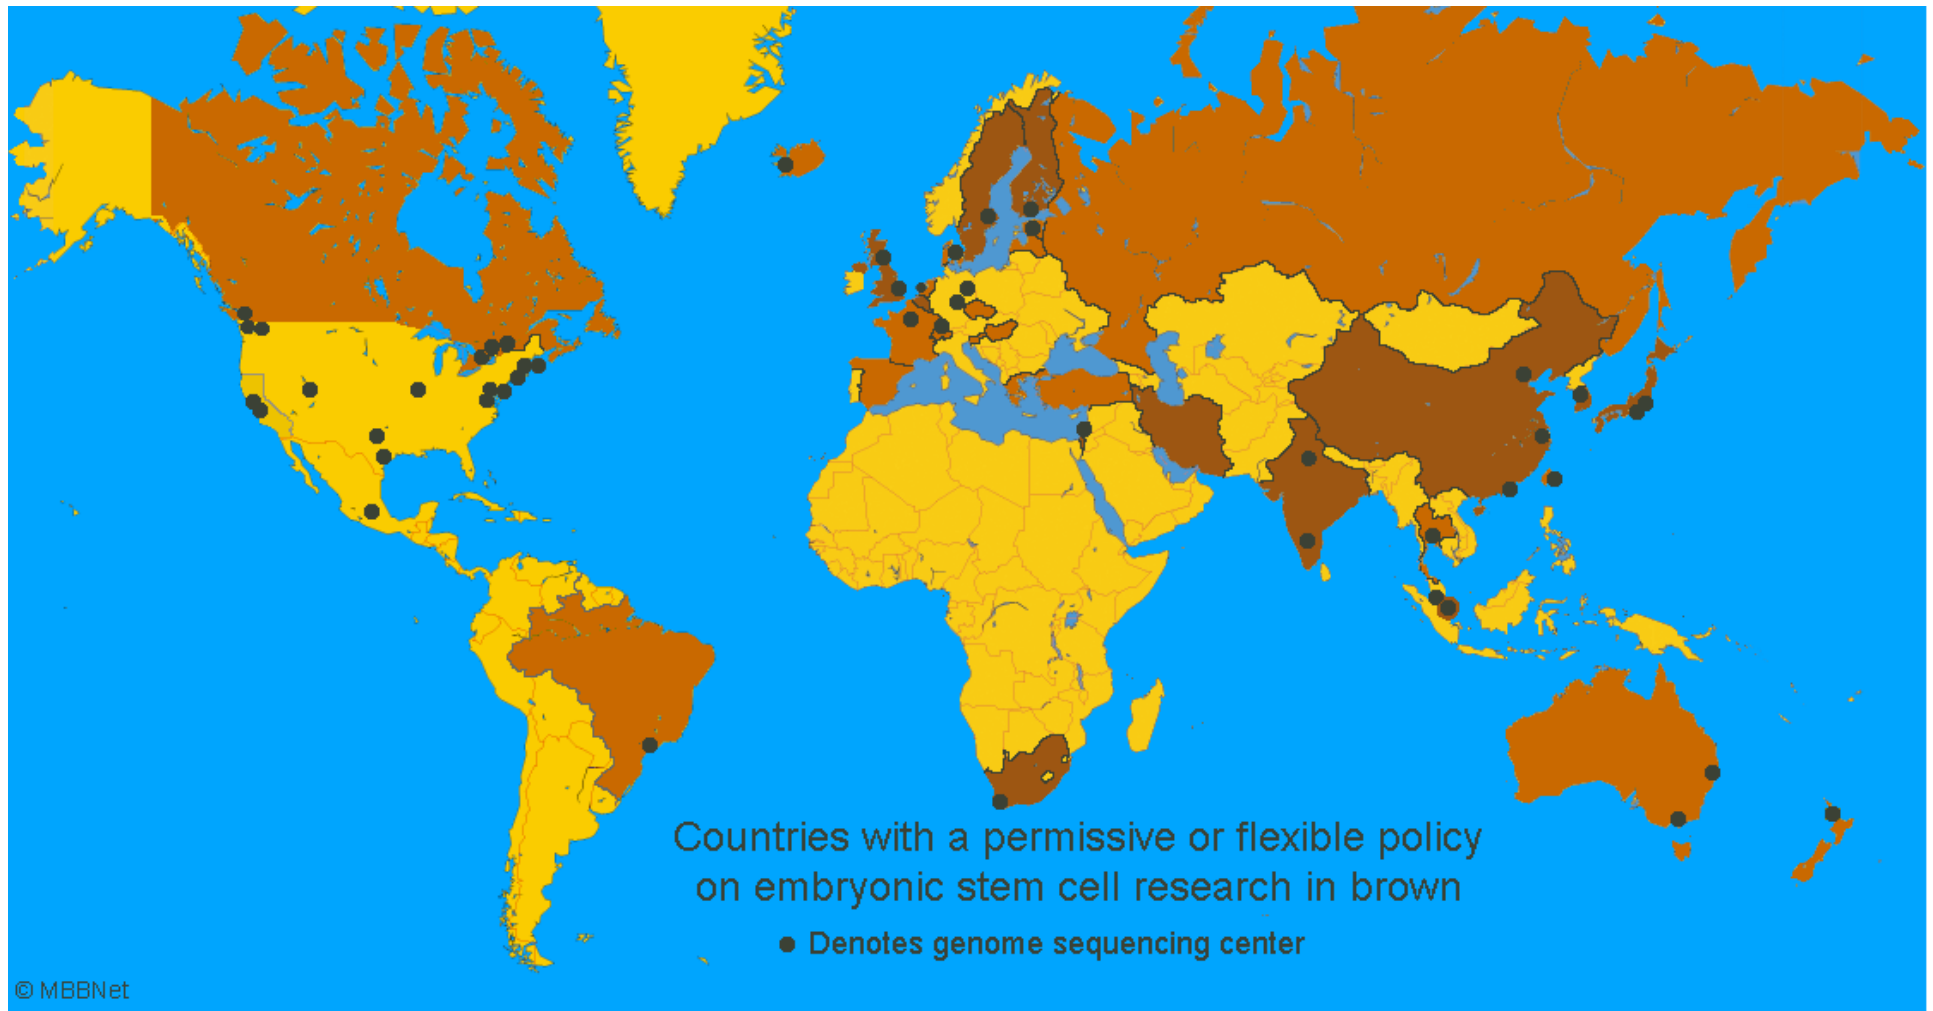 Countries with a permissive or flexible policy
on embryonic stem cell research in brown
Denotes genome sequencing center
© MBBNet